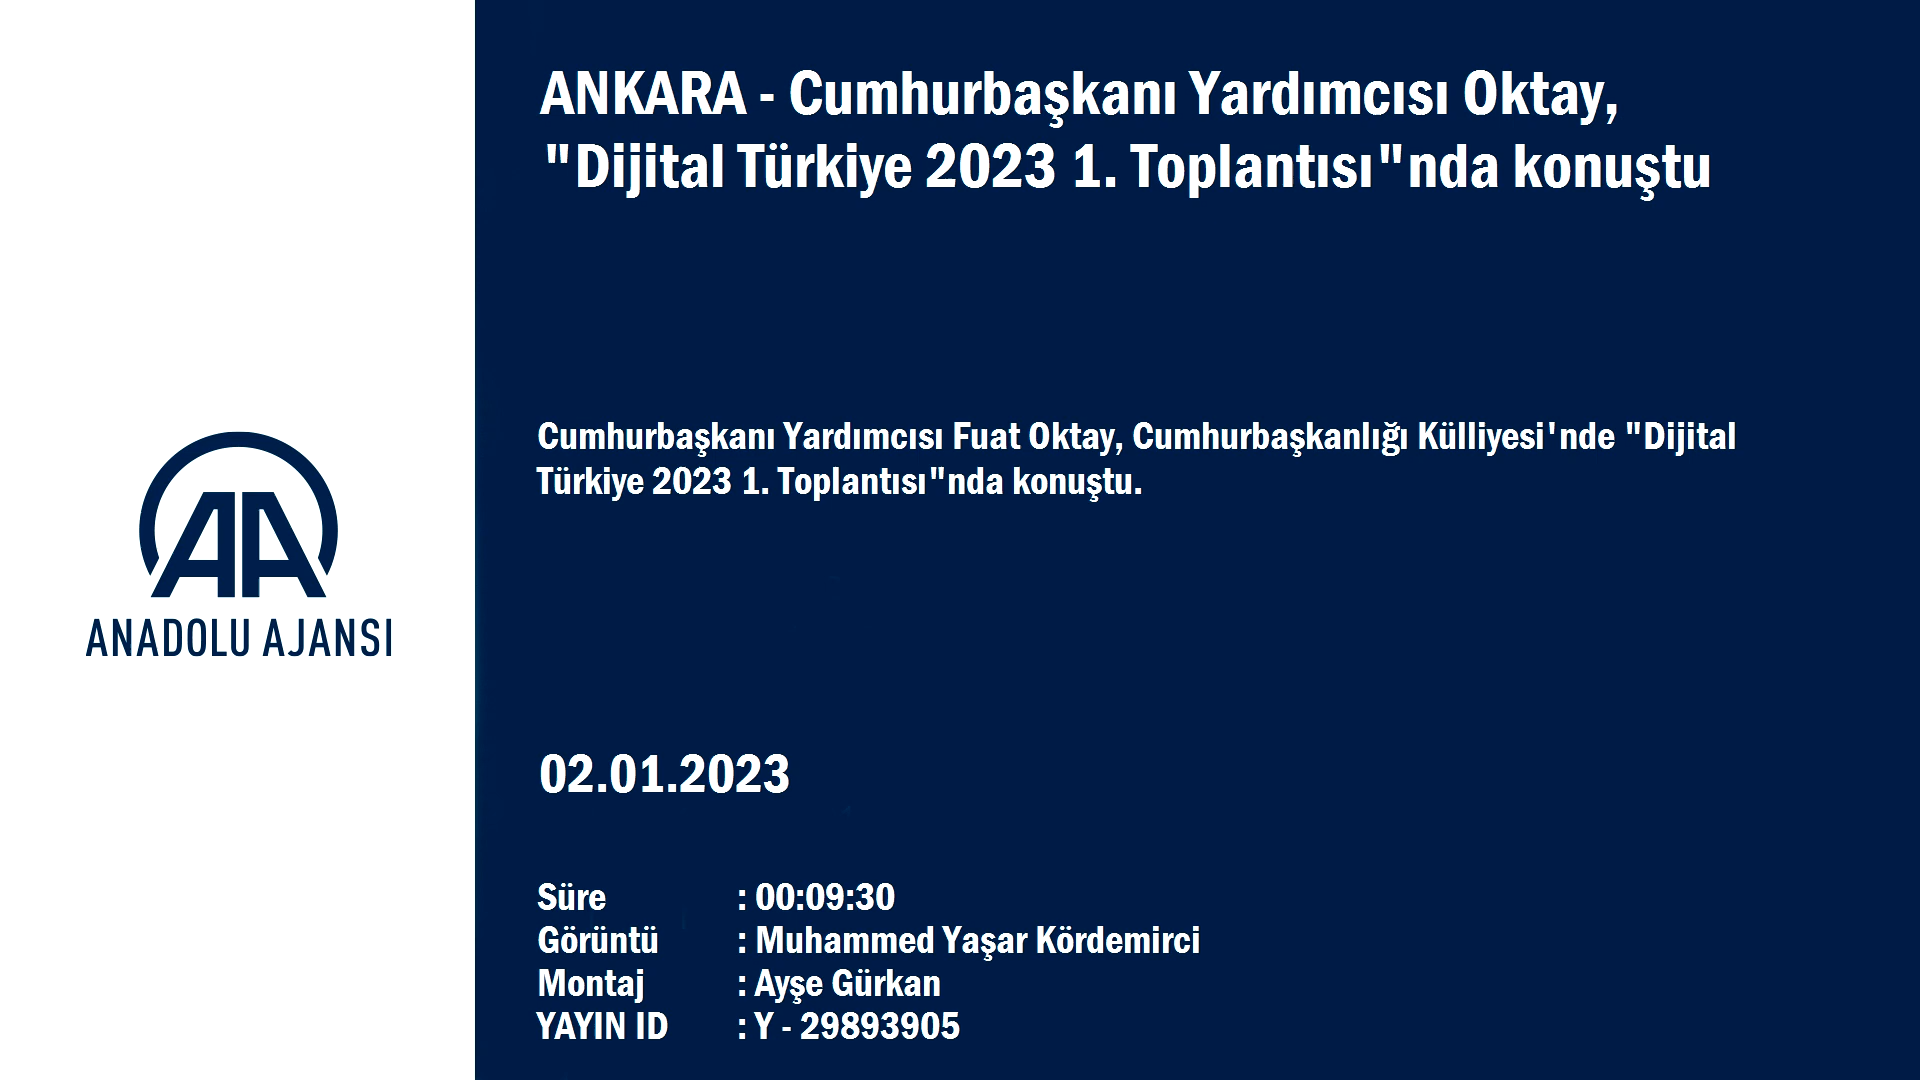 ANKARA - Cumhurbaşkanı Yardımcısı Oktay,
"Dijital Türkiye 2023 1. Toplantısı"nda konuştu
Cumhurbaşkanı Yardımcısı Fuat Oktay, Cumhurbaşkanlığı Külliyesi'nde "Dijital
Türkiye 2023 1. Toplantısı"nda konuştu.
AA
ANADOLU AJANSI
02.01.2023
Süre : 00:09:30
Görüntü : Muhammed Yaşar Kördemirci
Montaj : Ayşe Gürkan
YAYIN ID : Y - 29893905